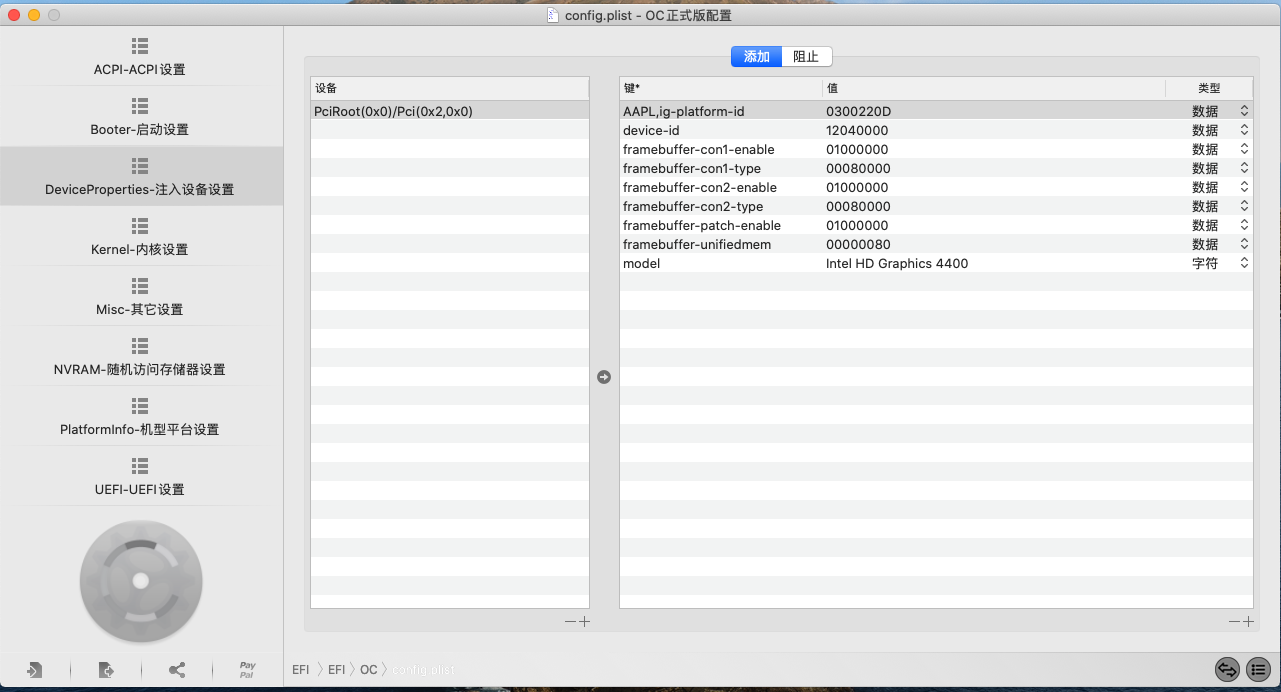 config.plist - OC正式版配置
ACPI-ACPI设置
Booter-启动设置
DeviceProperties-注入设备设置
Kernel-内核设置
Misc-其它设置
NVRAM-随机访问存储器设置
PlatformInfo-机型平台设置
UEFI-UEFI设置
Pay
Pal
添加 阻止
设备
PciRoot(0x0)/Pci(0x2,0x0)
键* 值 类型
AAPL,ig-platform-id 0300220D 数据
device-id 12040000 数据
framebuffer-con1-enable 01000000 数据
framebuffer-con1-type 00080000 数据
framebuffer-con2-enable 01000000 数据
framebuffer-con2-type 00080000 数据
framebuffer-patch-enable 01000000 数据
framebuffer-unifiedmem 00000080 数据
model Intel HD Graphics 4400 字符
EFI EFI OC config.plist